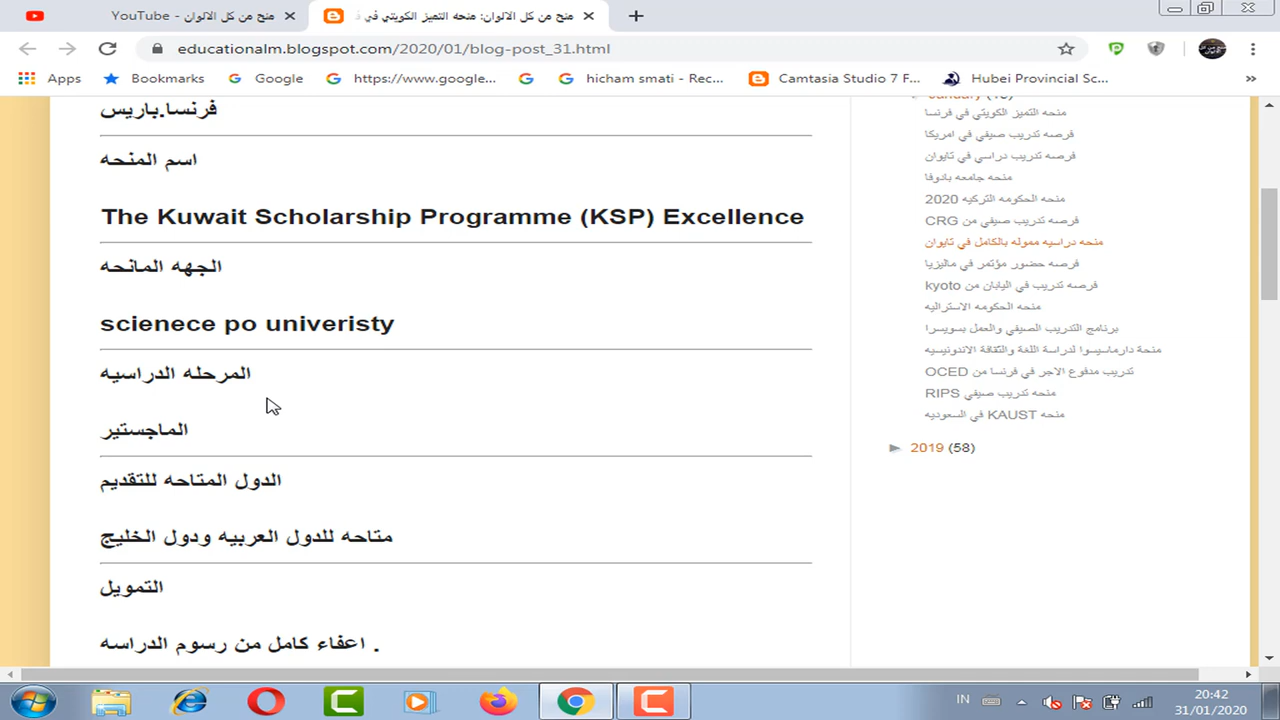 منح من كل الالوان - YouTube
منح من كل الالوان: منحه التميز الكويتي في ف
educationalm.blogspot.com/2020/01/blog-post_31.html
Apps
Bookmarks
Google
https://www.google...
hicham smati - Rec...
Camtasia Studio 7 F...
Hubei Provincial Sc...
»
فرنسا.باريس
اسم المنحه
The Kuwait Scholarship Programme (KSP) Excellence
الجهه المانحه
scienece po univeristy
المرحله الدراسيه
الماجستير
الدول المتاحه للتقديم
متاحه للدول العربيه ودول الخليج
التمويل
اعفاء كامل من رسوم الدراسه .
منحه التميز الكويتي في فرنسا
فرصه تدريب صيفي في امريكا
فرصه تدريب دراسي في تايوان
منحه جامعه بادوفا
منحه الحكومه التركيه 2020
فرصه تدريب صيفي من CRG
منحه دراسيه مموله بالكامل في تايوان
فرصه حضور مؤتمر في ماليزيا
فرصه تدريب في اليابان من kyoto
منحه الحكومه الاستراليه
برنامج التدريب الصيفي والعمل بسويسرا
منحة دارماسيسوا لدراسة اللغة والثقافة الاندونيسيه
تدريب مدفوع الاجر في فرنسا من OCED
منحه تدريب صيفي RIPS
منحه KAUST في السعوديه
► 2019 (58)
IN
20:42
31/01/2020